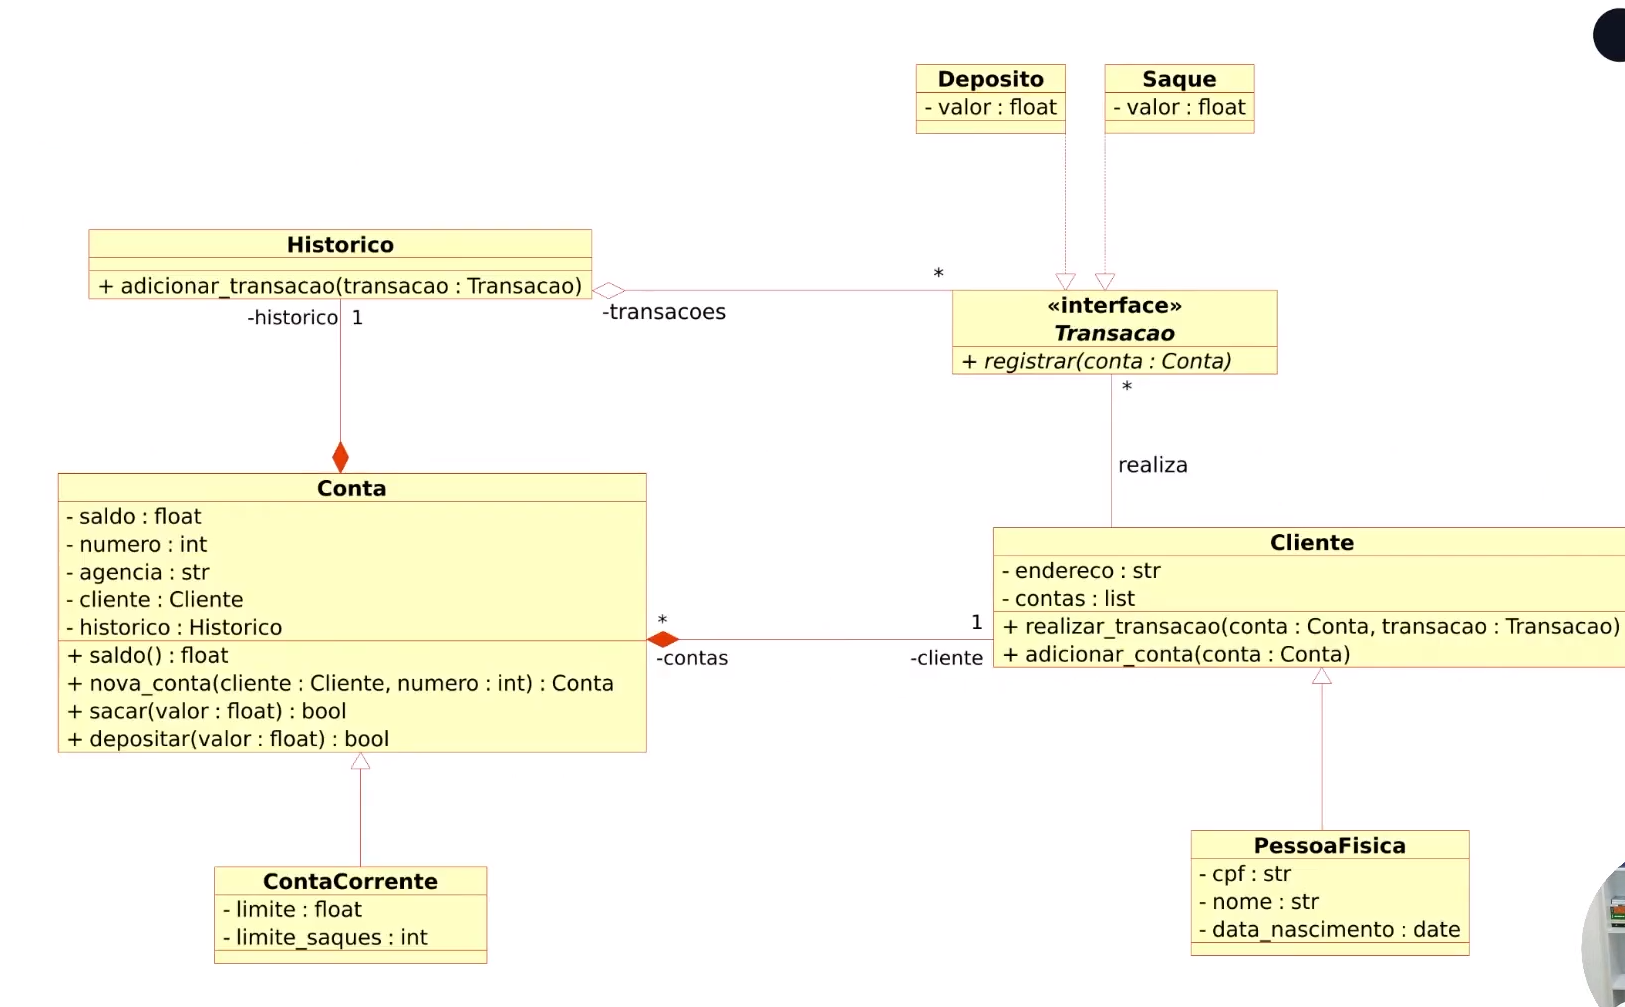 Deposito
- valor : float
Saque
- valor : float
Historico
+ adicionar_transacao(transacao : Transacao)
-historico 1
-transacoes
*
«interface»
Transacao
+ registrar(conta : Conta)
*
realiza
Conta
- saldo : float
- numero : int
- agencia : str
- cliente : Cliente
- historico : Historico
+ saldo() : float
+ nova_conta(cliente : Cliente, numero : int) : Conta
+ sacar(valor : float) : bool
+ depositar(valor : float) : bool
*
-contas
1
-cliente
Cliente
- endereco : str
- contas : list
+ realizar_transacao(conta : Conta, transacao : Transacao)
+ adicionar_conta(conta : Conta)
ContaCorrente
- limite : float
- limite_saques : int
PessoaFisica
- cpf : str
- nome : str
- data_nascimento : date